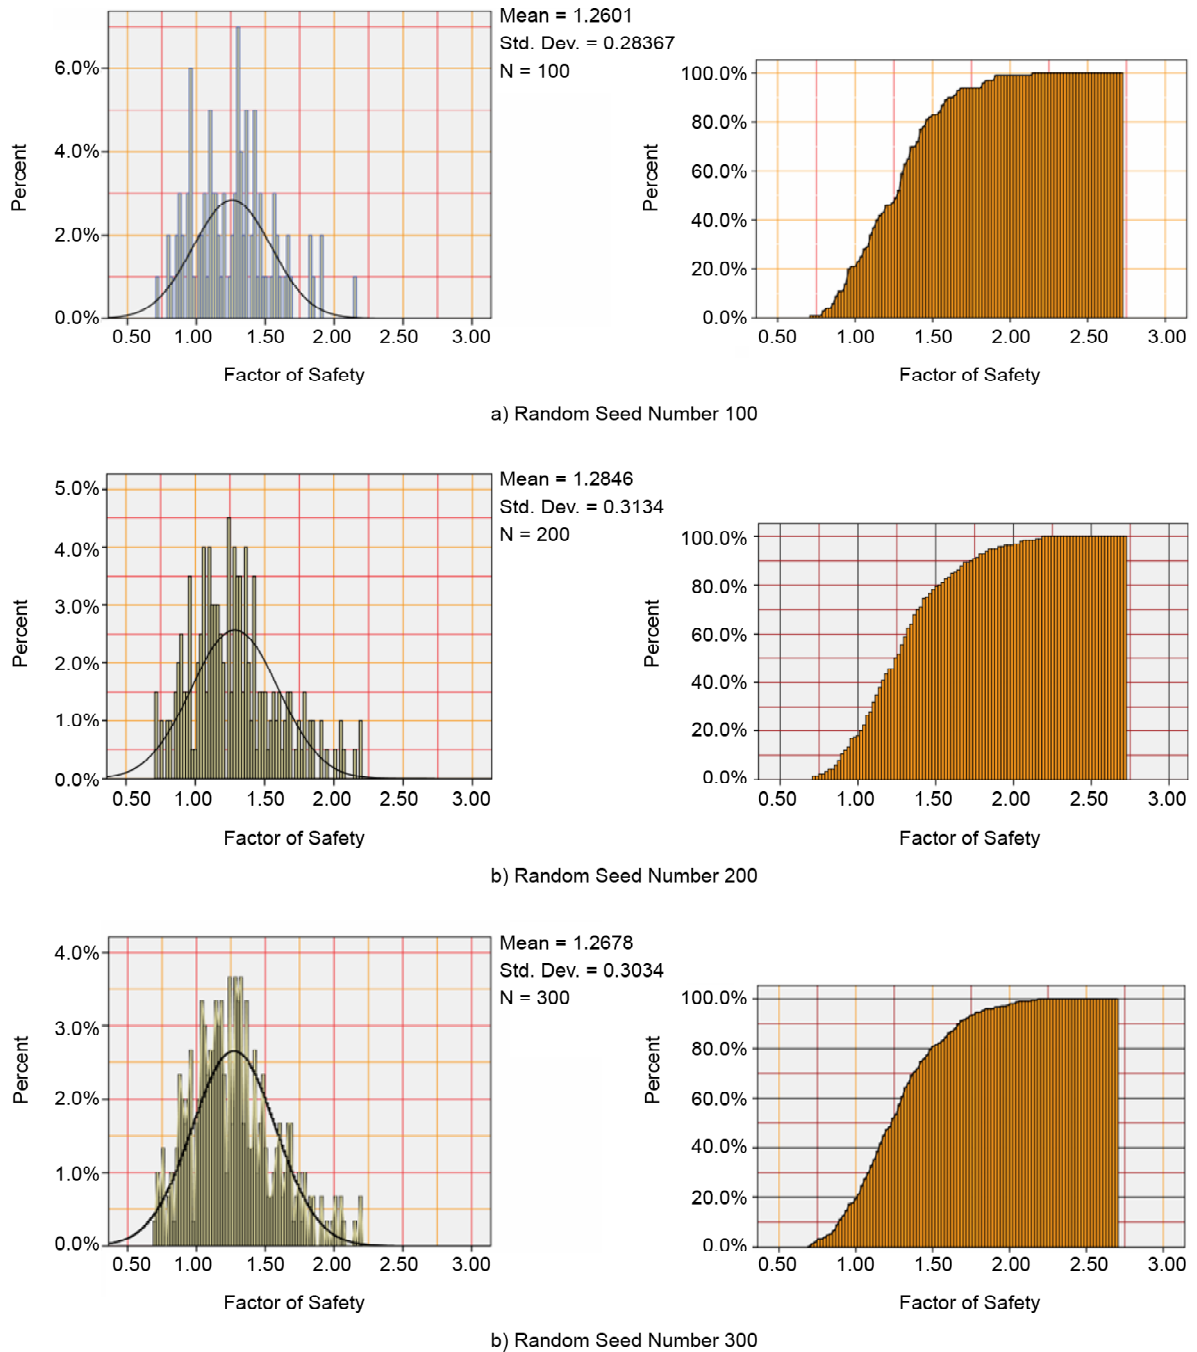 Mean = 1.2601
Std. Dev. = 0.28367
N = 100
6.0%
4.0%
2.0%
0.0%
Percent
0.50 1.00 1.50 2.00 2.50 3.00
Factor of Safety
100.0%
80.0%
60.0%
40.0%
20.0%
0.0%
Percent
0.50 1.00 1.50 2.00 2.50 3.00
Factor of Safety
a) Random Seed Number 100
Mean = 1.2846
Std. Dev. = 0.3134
N = 200
5.0%
4.0%
3.0%
2.0%
1.0%
0.0%
Percent
0.50 1.00 1.50 2.00 2.50 3.00
Factor of Safety
100.0%
80.0%
60.0%
40.0%
20.0%
0.0%
Percent
0.50 1.00 1.50 2.00 2.50 3.00
Factor of Safety
b) Random Seed Number 200
Mean = 1.2678
Std. Dev. = 0.3034
N = 300
4.0%
3.0%
2.0%
1.0%
0.0%
Percent
0.50 1.00 1.50 2.00 2.50 3.00
Factor of Safety
100.0%
80.0%
60.0%
40.0%
20.0%
0.0%
Percent
0.50 1.00 1.50 2.00 2.50 3.00
Factor of Safety
b) Random Seed Number 300